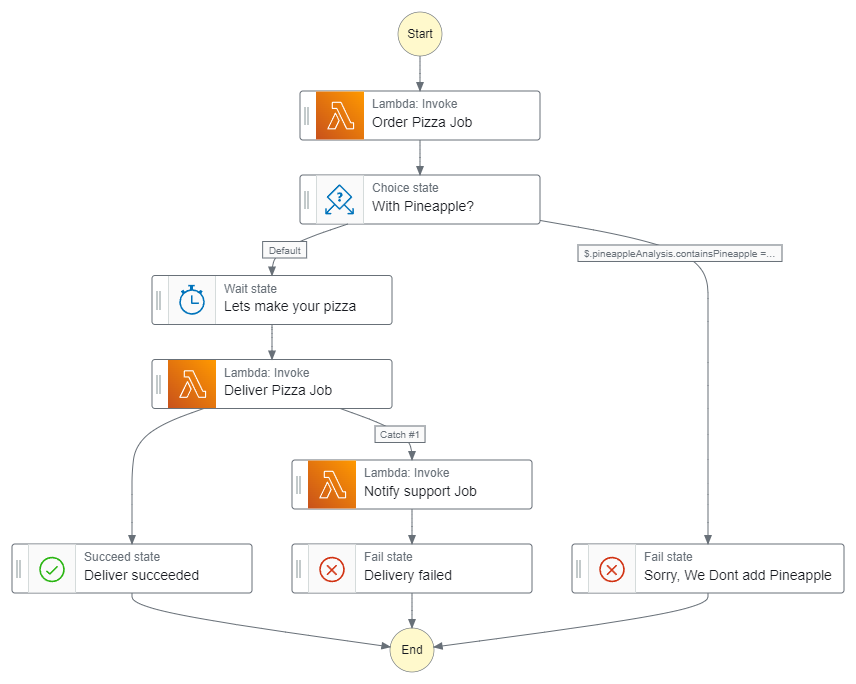 Start
Lambda: Invoke
Order Pizza Job
Choice state
With Pineapple?
Default
$.pineappleAnalysis.containsPineapple =...
Wait state
Lets make your pizza
Lambda: Invoke
Deliver Pizza Job
Catch #1
Lambda: Invoke
Notify support Job
Succeed state
Deliver succeeded
Fail state
Delivery failed
Fail state
Sorry, We Dont add Pineapple
End